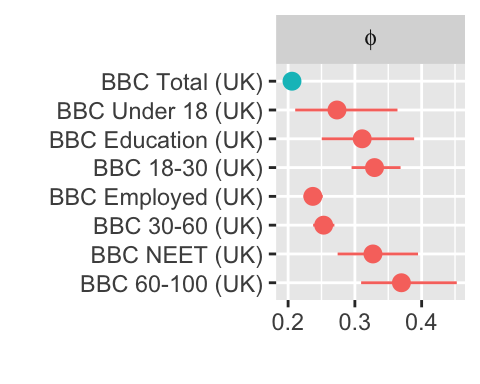 ϕ
BBC Total (UK)
BBC Under 18 (UK)
BBC Education (UK)
BBC 18-30 (UK)
BBC Employed (UK)
BBC 30-60 (UK)
BBC NEET (UK)
BBC 60-100 (UK)
0.2 0.3 0.4